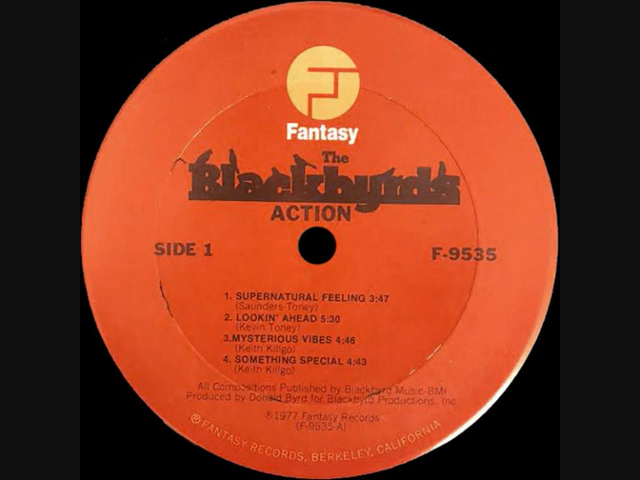 Fantasy
The
Blackbyrds
ACTION
SIDE 1
F-9535
1. SUPERNATURAL FEELING 3:47
(Saunders-Toney)
2. LOOKIN' AHEAD 5:30
(Kevin Toney)
3.MYSTERIOUS VIBES 4:46
(Keith Killgo)
4. SOMETHING SPECIAL 4:43
(Keith Killgo)
All Compositions Published by Blackbyrd Music-BMI
Produced by Donald Byrd for Blackbyrd Productions, Inc
℗1977 Fantasy Records
(F-9535-A)
℗ FANTASY RECORDS, BERKELEY, CALIFORNIA